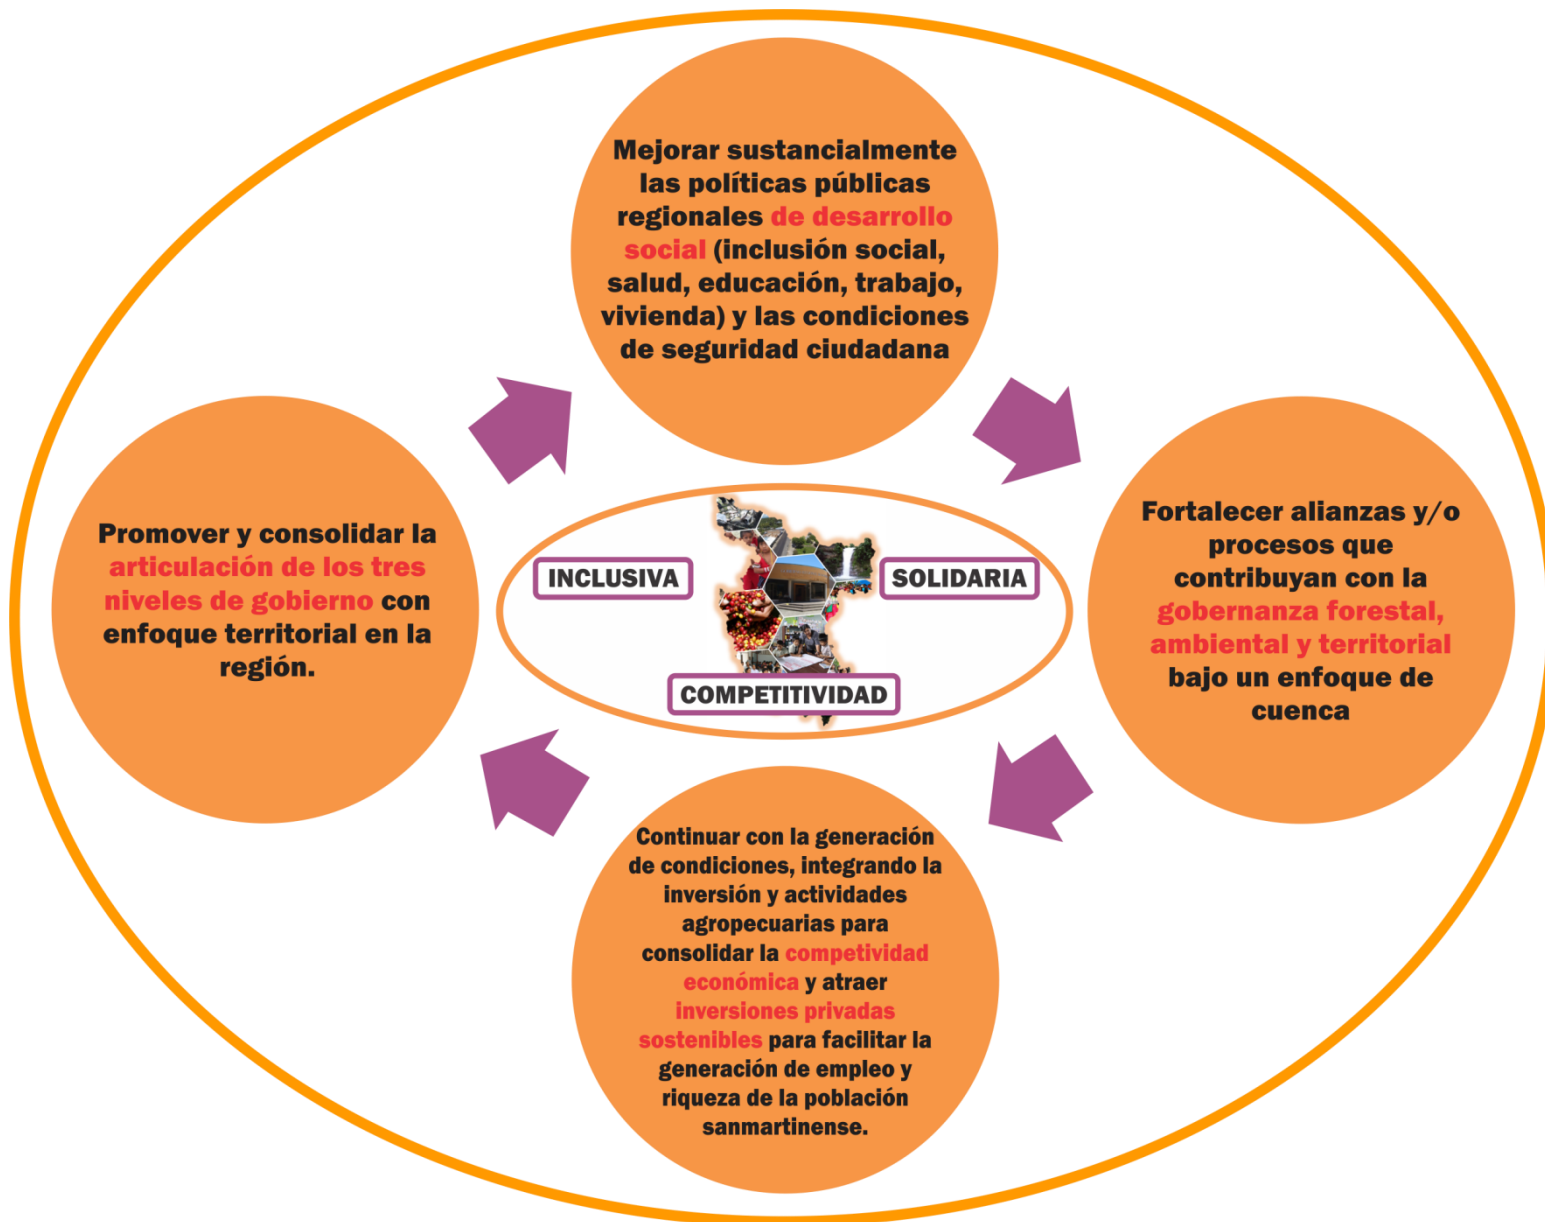 Mejorar sustancialmente
las políticas públicas
regionales de desarrollo
social (inclusión social,
salud, educación, trabajo,
vivienda) y las condiciones
de seguridad ciudadana
Promover y consolidar la
articulación de los tres
niveles de gobierno con
enfoque territorial en la
región.
INCLUSIVA
SOLIDARIA
COMPETITIVIDAD
Fortalecer alianzas y/o
procesos que
contribuyan con la
gobernanza forestal,
ambiental y territorial
bajo un enfoque de
cuenca
Continuar con la generación
de condiciones, integrando la
inversión y actividades
agropecuarias para
consolidar la competividad
económica y atraer
inversiones privadas
sostenibles para facilitar la
generación de empleo y
riqueza de la población
sanmartinense.